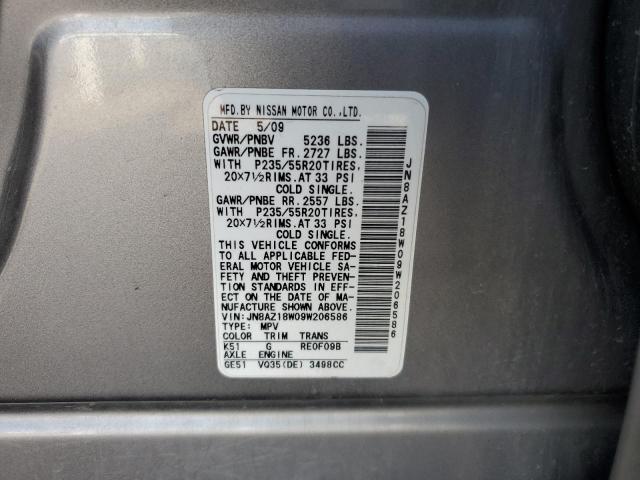 MFD.BY NISSAN MOTOR CO.,LTD.
DATE 5/09
GVWR/PNBV 5236 LBS.
GAWR/PNBE FR. 2727 LBS.
WITH P235/55R20TIRES,
20×7½RIMS.AT 33 PSI
COLD SINGLE.
GAWR/PNBE RR. 2557 LBS.
WITH P235/55R20TIRES,
20×7½RIMS.AT 33 PSI
COLD SINGLE.
THIS VEHICLE CONFORMS
TO ALL APPLICABLE FED-
ERAL MOTOR VEHICLE SA-
FETY AND THEFT PREVEN-
TION STANDARDS IN EFF-
ECT ON THE DATE OF MA-
NUFACTURE SHOWN ABOVE.
VIN:JN8AZ18W09W206586
TYPE: MPV
COLOR TRIM TRANS
K51 G RE0F09B
AXLE ENGINE
GE51 VQ35(DE) 3498CC
JN8AZ18W09W206586